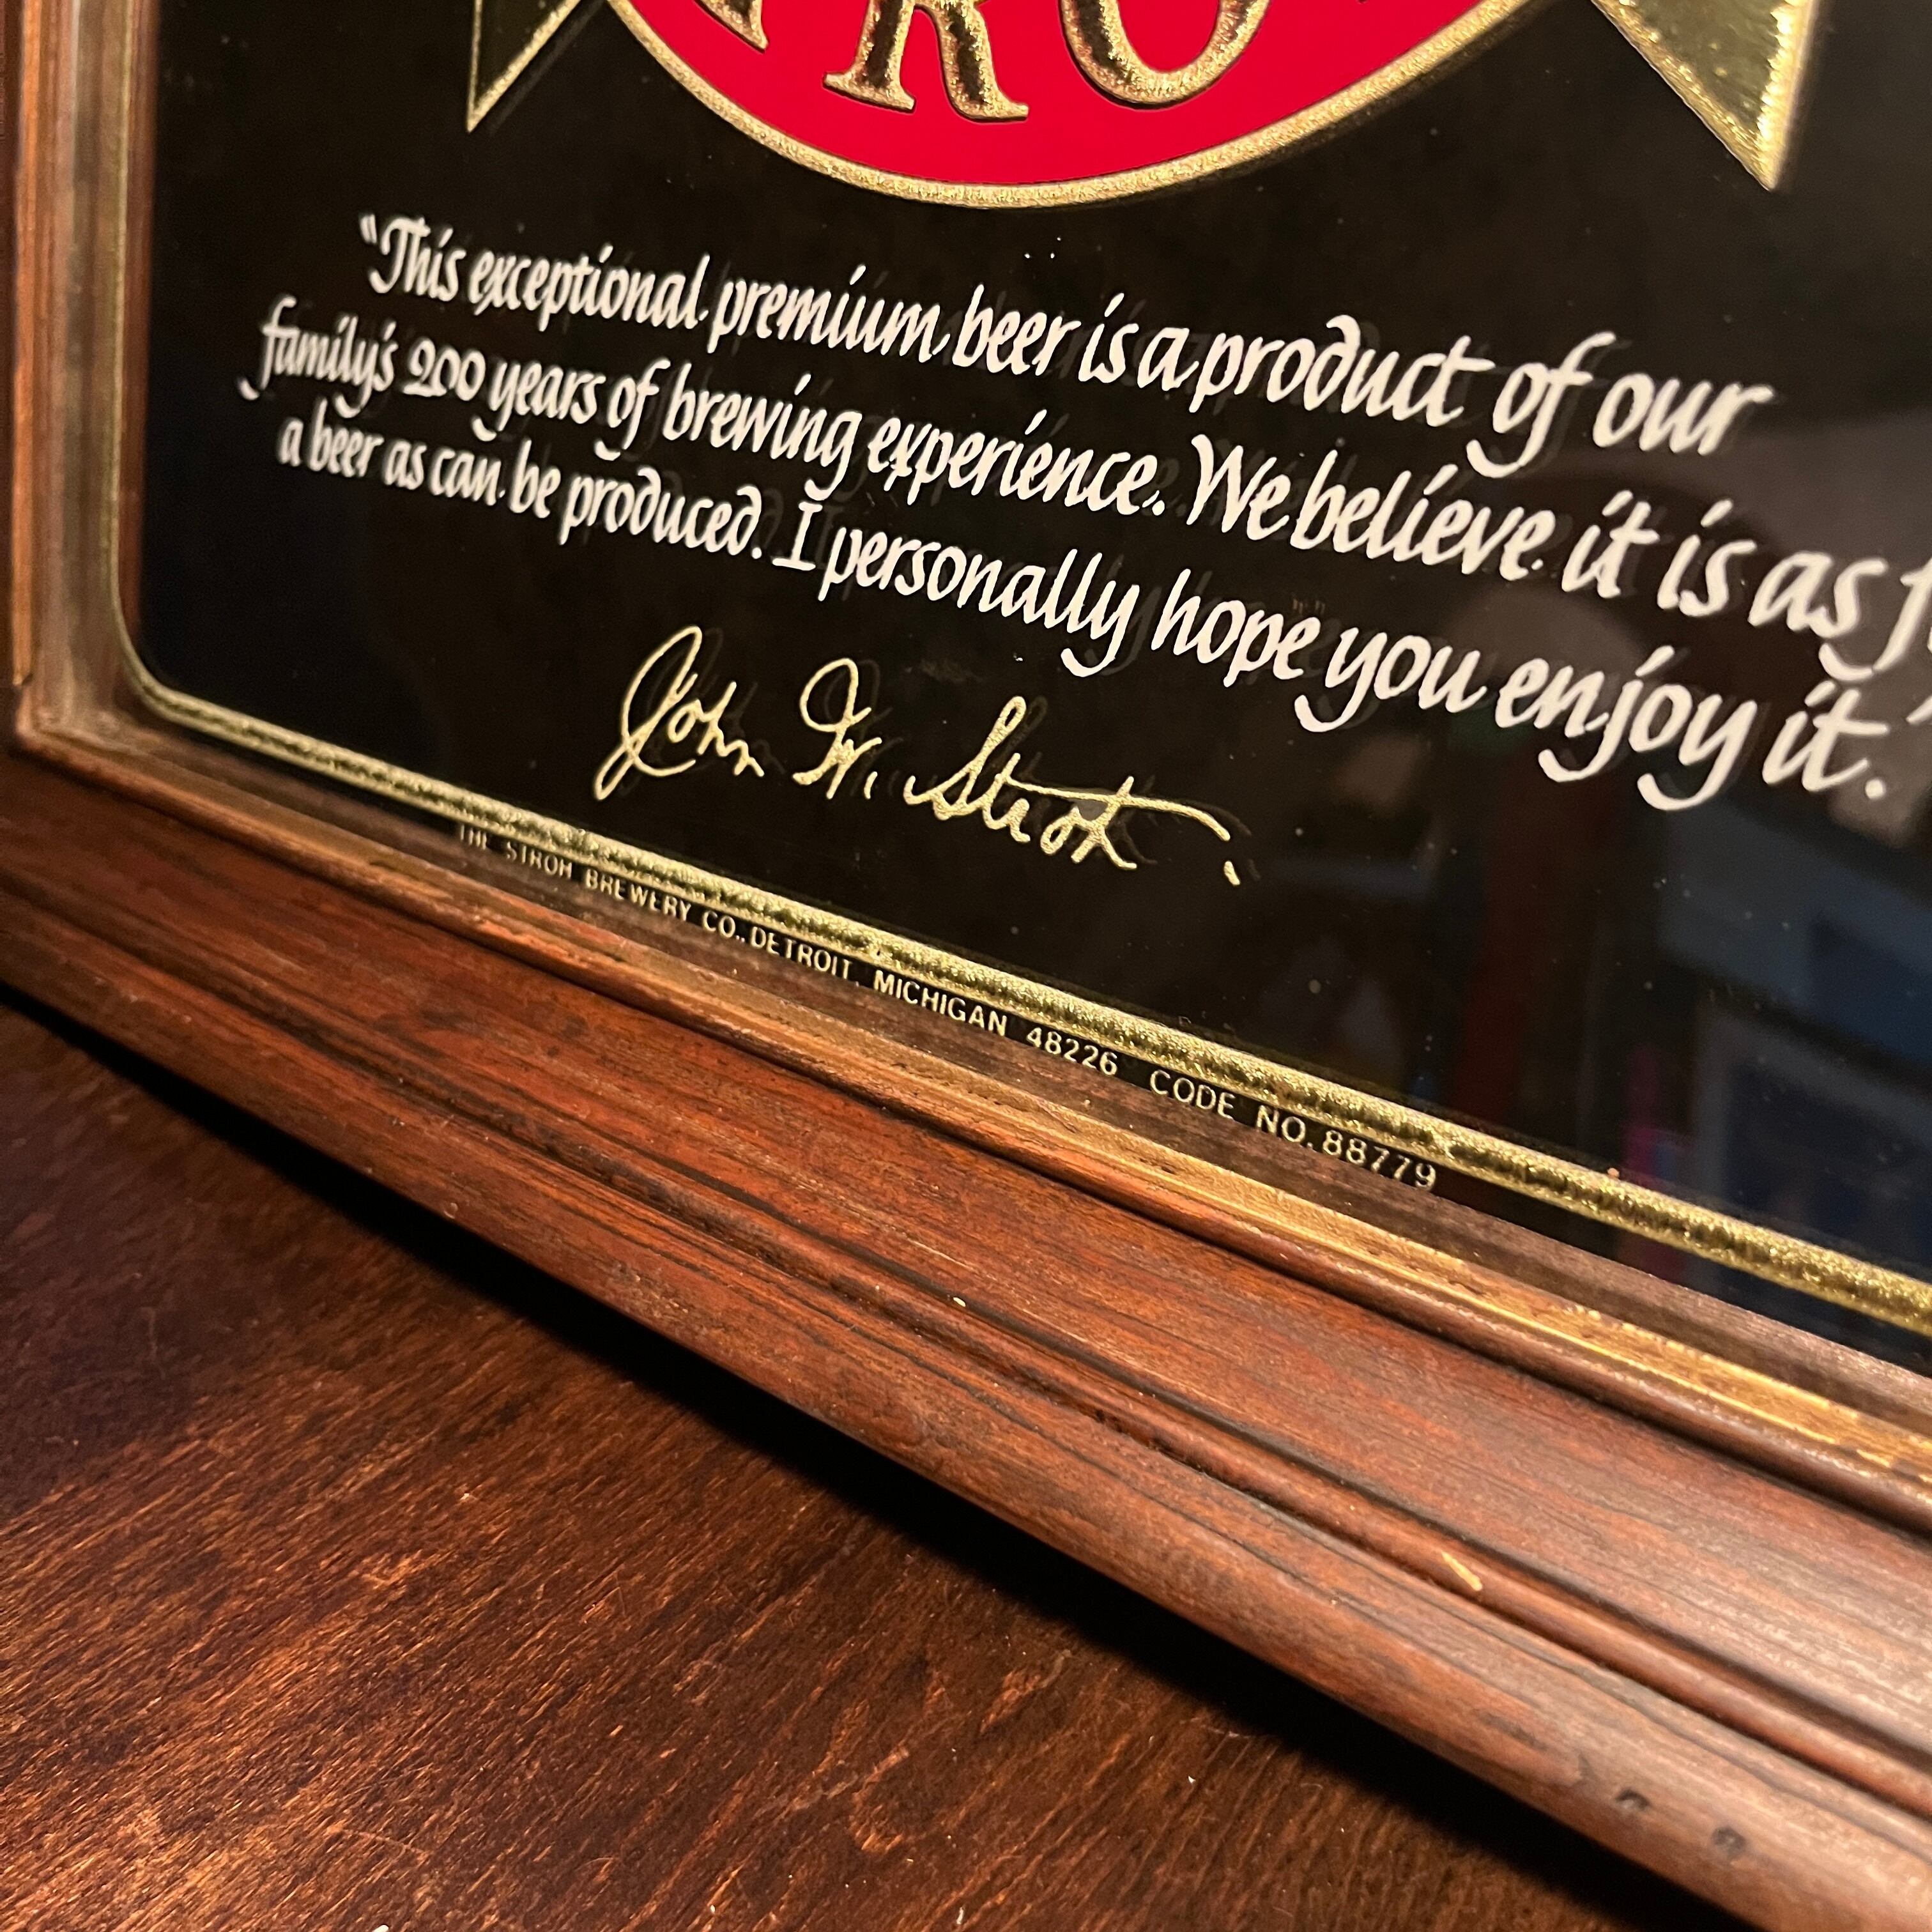 TRO
"This exceptional premium beer is a product of our
family's 200 years of brewing experience. We believe it is as
a beer as can be produced. I personally hope you enjoy it."
John W. Stroh
THE STROH BREWERY CO., DETROIT, MICHIGAN 48226 CODE NO. 88779